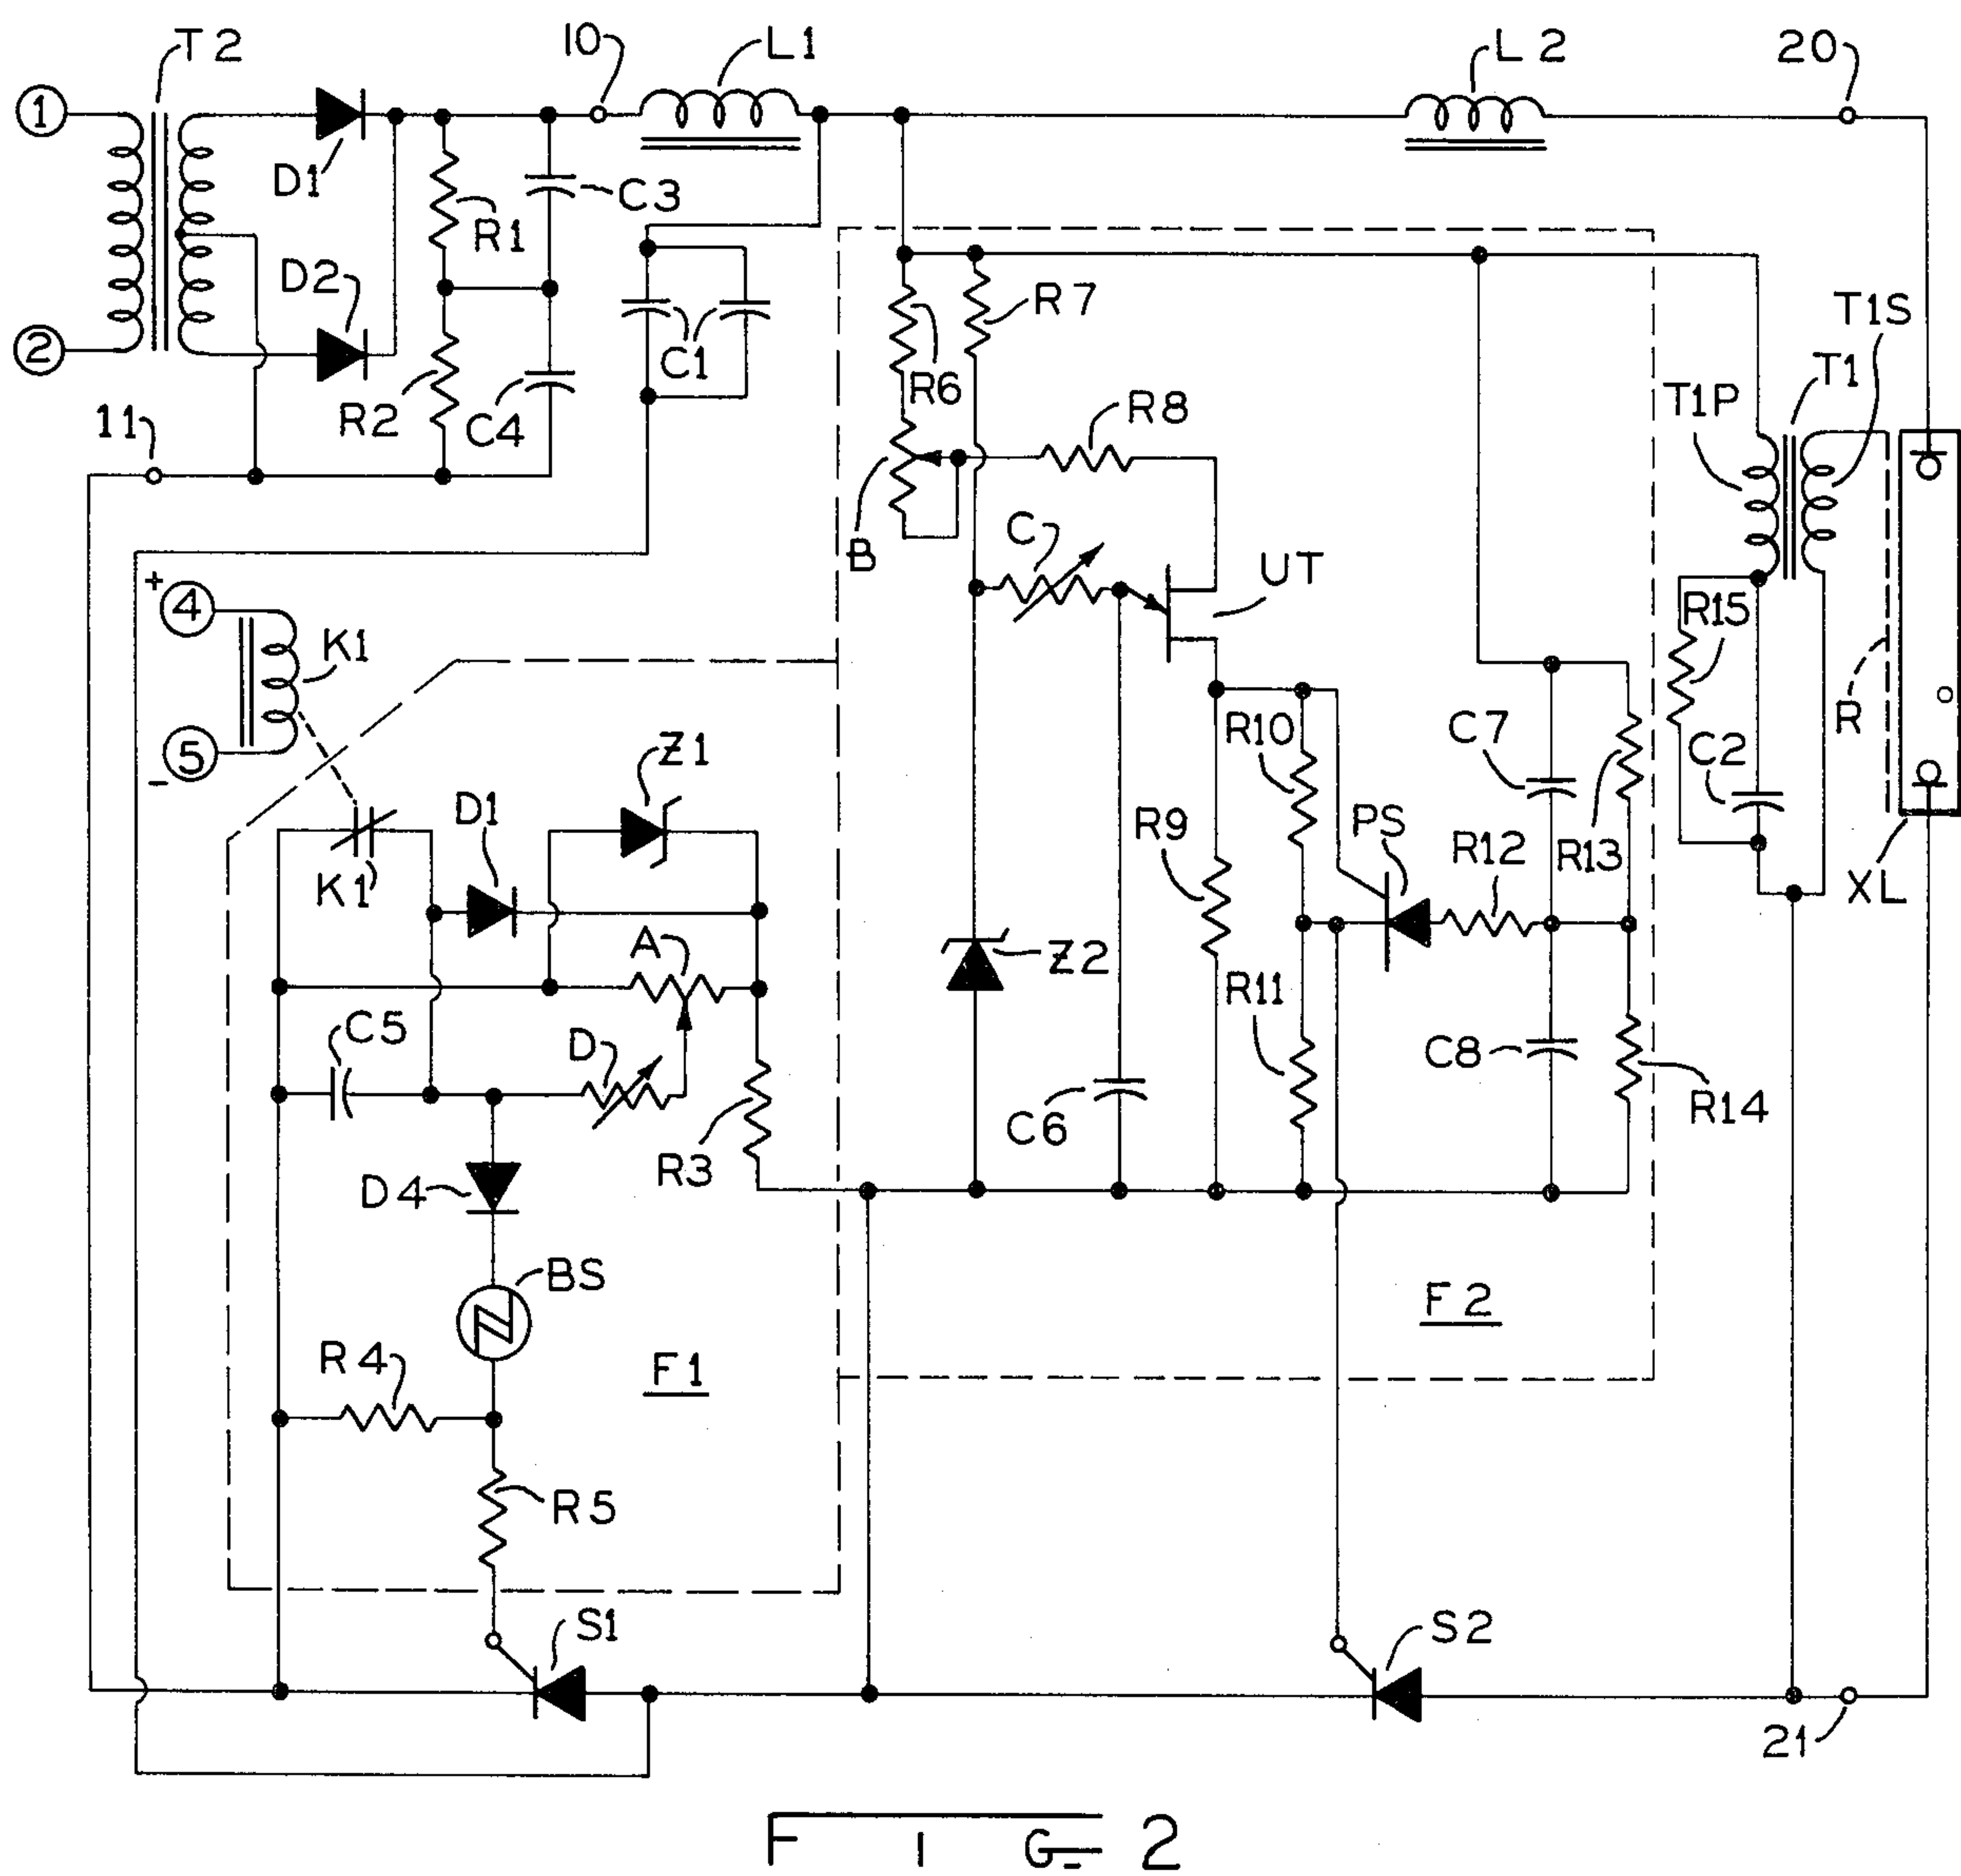 T2
10
L1
L2
20
1
D1
C3
R1
D2
2
C1
R7
T1S
R6
T1
R2
C4
T1P
R8
11
B
C
+
4
UT
R15
K1
R
R10
C7
5
-
Z1
C2
D1
R9
PS
R12
R13
K1
XL
A
Z2
R11
C5
D
C8
R14
C6
R3
D4
BS
F2
R4
F1
R5
S1
S2
21
FIG_2